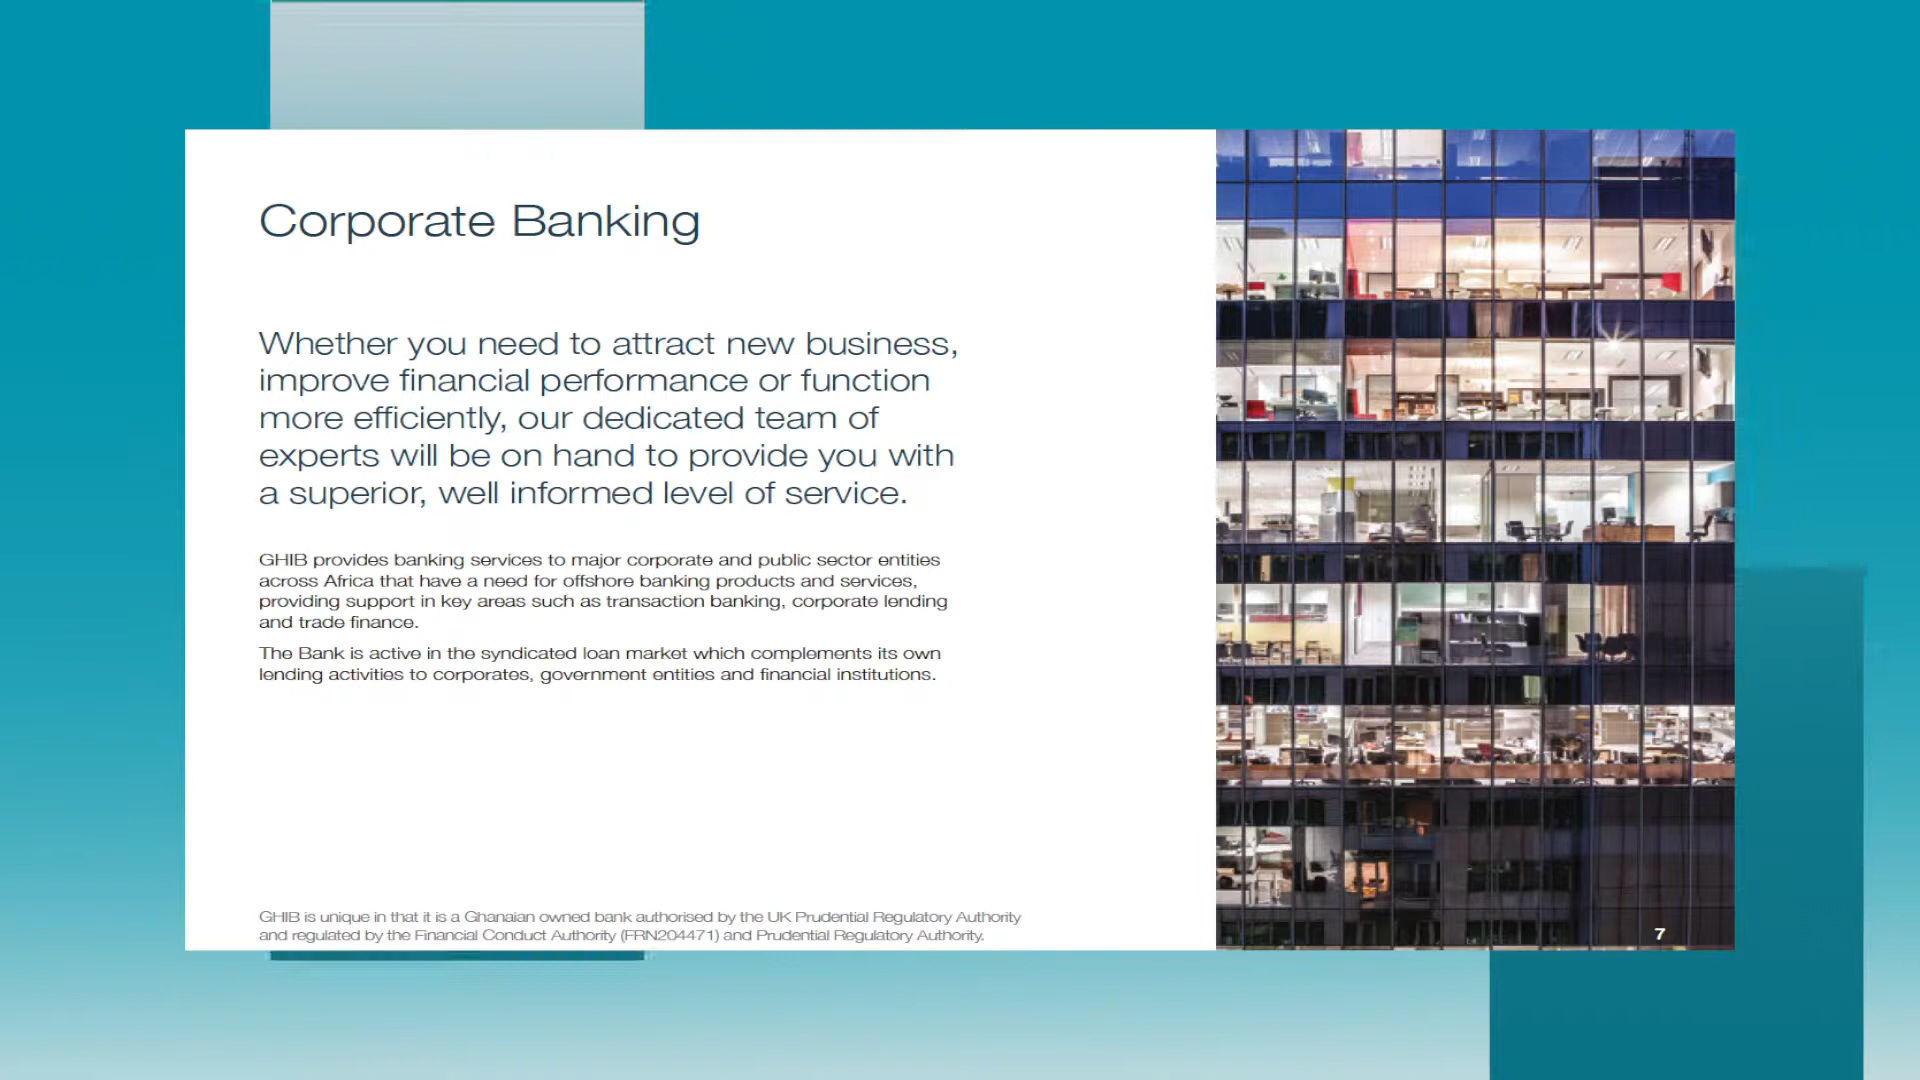 Corporate Banking
Whether you need to attract new business,
improve financial performance or function
more efficiently, our dedicated team of
experts will be on hand to provide you with
a superior, well informed level of service.
GHIB provides banking services to major corporate and public sector entities
across Africa that have a need for offshore banking products and services,
providing support in key areas such as transaction banking, corporate lending
and trade finance.
The Bank is active in the syndicated loan market which complements its own
lending activities to corporates, government entities and financial institutions.
GHIB is unique in that it is a Ghanaian owned bank authorised by the UK Prudential Regulatory Authority
and regulated by the Financial Conduct Authority (FRN204471) and Prudential Regulatory Authority.
7